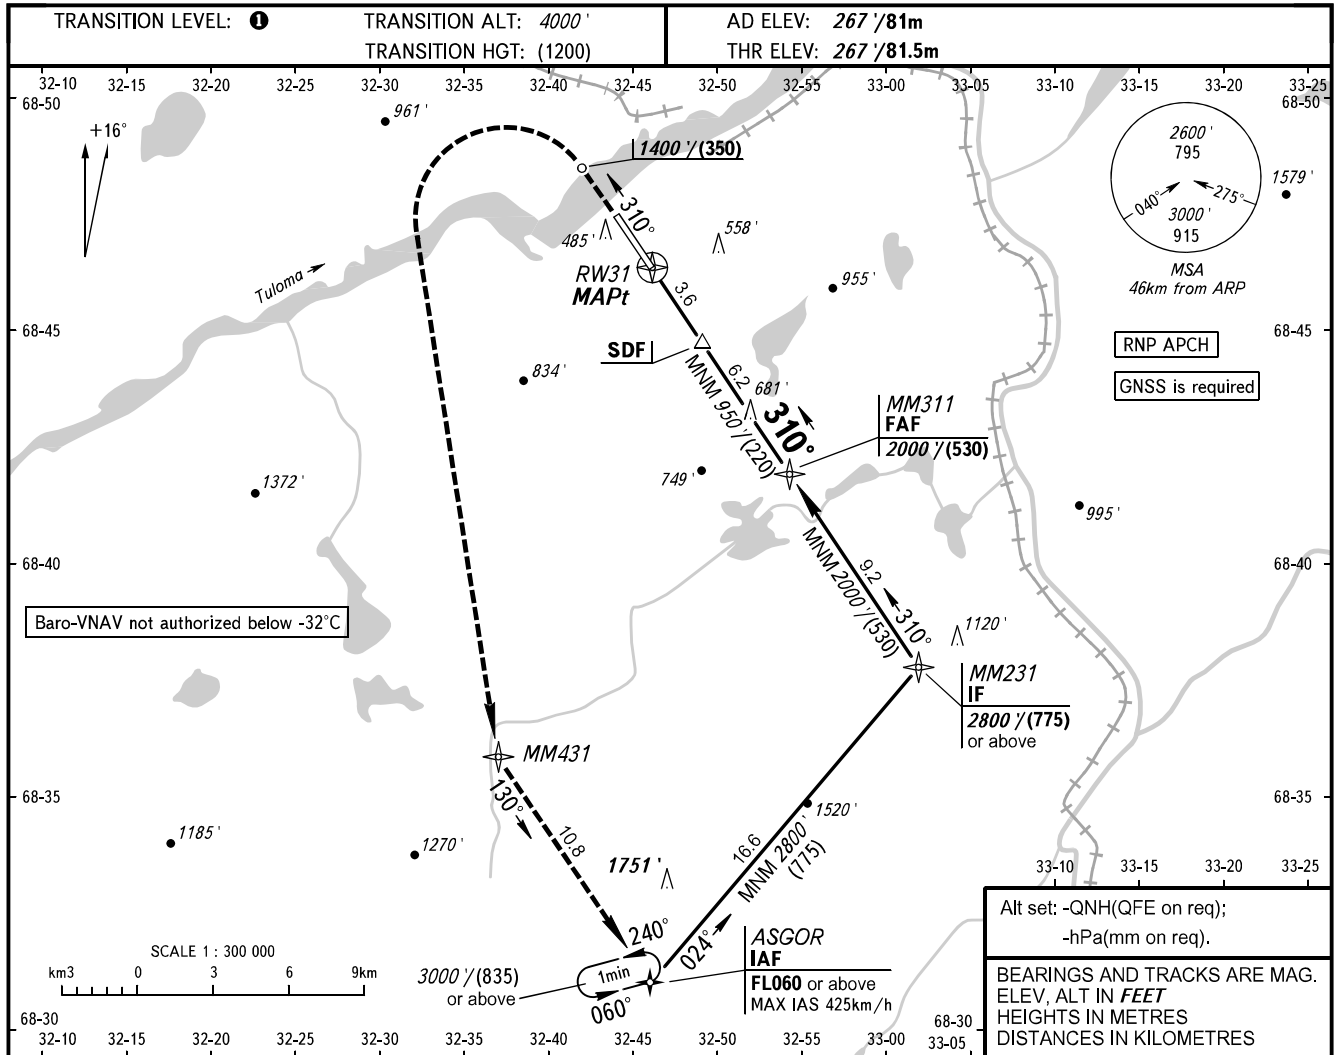 TRANSITION LEVEL: ❶ TRANSITION ALT: 4000 ' AD ELEV: 267 '/81m
TRANSITION HGT: (1200) THR ELEV: 267 '/81.5m
32-10 32-15 32-20 32-25 32-30 32-35 32-40 32-45 32-50 32-55 33-00 33-05 33-10 33-15 33-20 33-25
68-50 68-50
961 '
+16°
1400 '/(350)
2600 '
795
040° 275°
3000 '
915
1579 '
MSA
46km from ARP
310°
485 '
558 '
RW31
MAPt
Tuloma
3.6
955 '
68-45 68-45
RNP APCH
SDF
GNSS is required
834 '
6.2
681 '
MNM 950 '/(220)
310°
MM311
FAF
2000 '/(530)
749 '
1372 '
995 '
68-40 68-40
9.2
MNM 2000 '/(530)
310°
Baro-VNAV not authorized below -32°C
1120 '
MM231
IF
2800 '/(775)
or above
MM431
130°
10.8
68-35 68-35
1520 '
1185 '
1270 '
16.6
MNM 2800 '
(775)
1751 '
33-10 33-15 33-20 33-25
024°
240°
1min
060°
3000 '/(835)
or above
ASGOR
IAF
FL060 or above
MAX IAS 425km/h
SCALE 1 : 300 000
km3 0 3 6 9km
Alt set: -QNH(QFE on req);
-hPa(mm on req).
BEARINGS AND TRACKS ARE MAG.
ELEV, ALT IN FEET
HEIGHTS IN METRES
DISTANCES IN KILOMETRES
68-30 68-30
32-10 32-15 32-20 32-25 32-30 32-35 32-40 32-45 32-50 32-55 33-00 33-05